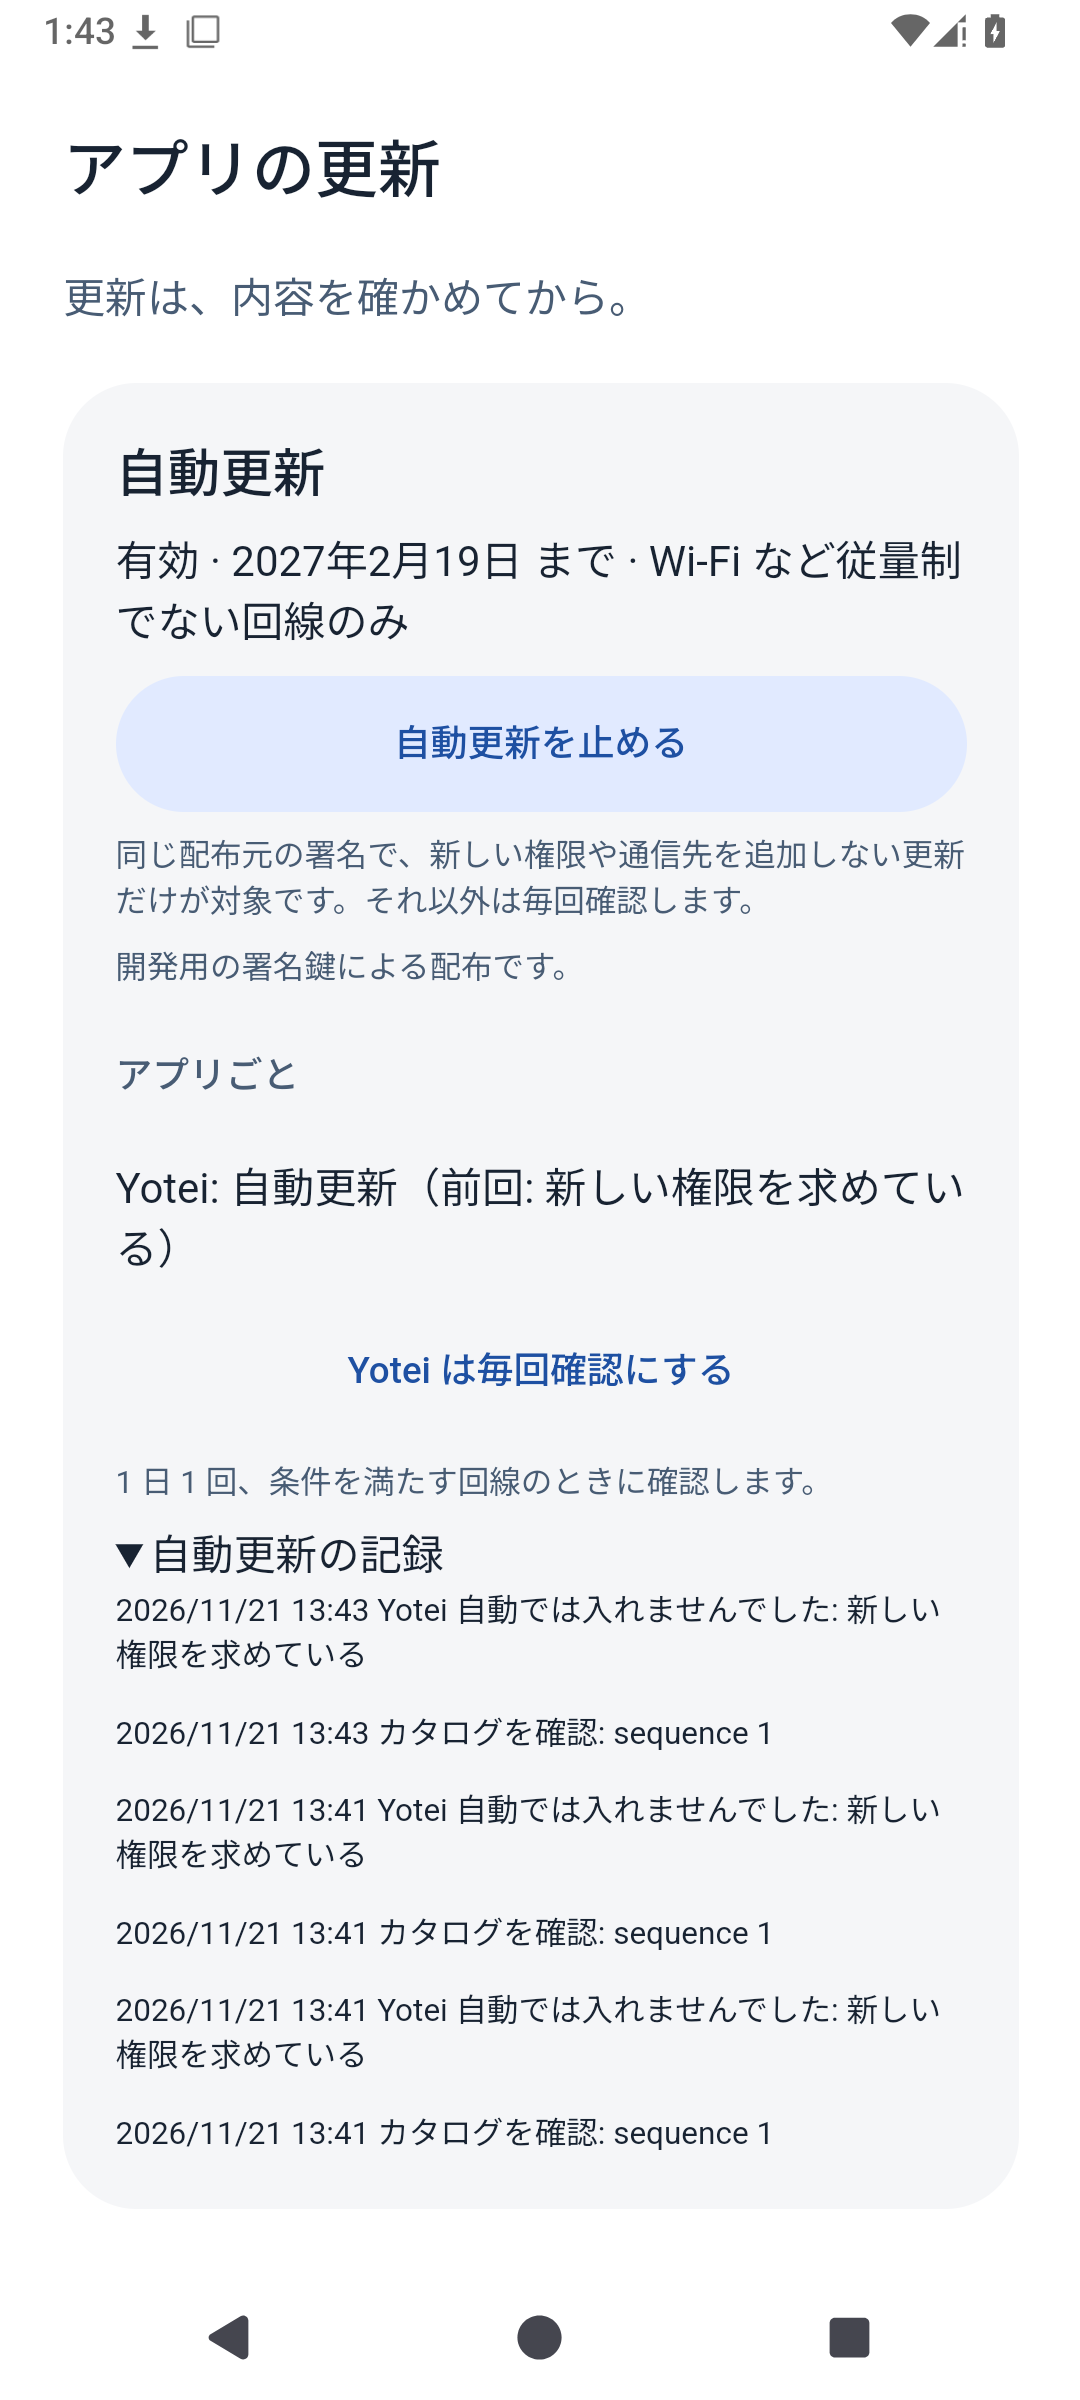 1:43
アプリの更新
更新は、内容を確かめてから。
自動更新
有効 · 2027年2月19日 まで · Wi-Fi など従量制
でない回線のみ
自動更新を止める
同じ配布元の署名で、新しい権限や通信先を追加しない更新
だけが対象です。それ以外は毎回確認します。
開発用の署名鍵による配布です。
アプリごと
Yotei: 自動更新（前回: 新しい権限を求めてい
る）
Yotei は毎回確認にする
1 日 1 回、条件を満たす回線のときに確認します。
▼自動更新の記録
2026/11/21 13:43 Yotei 自動では入れませんでした: 新しい
権限を求めている
2026/11/21 13:43 カタログを確認: sequence 1
2026/11/21 13:41 Yotei 自動では入れませんでした: 新しい
権限を求めている
2026/11/21 13:41 カタログを確認: sequence 1
2026/11/21 13:41 Yotei 自動では入れませんでした: 新しい
権限を求めている
2026/11/21 13:41 カタログを確認: sequence 1